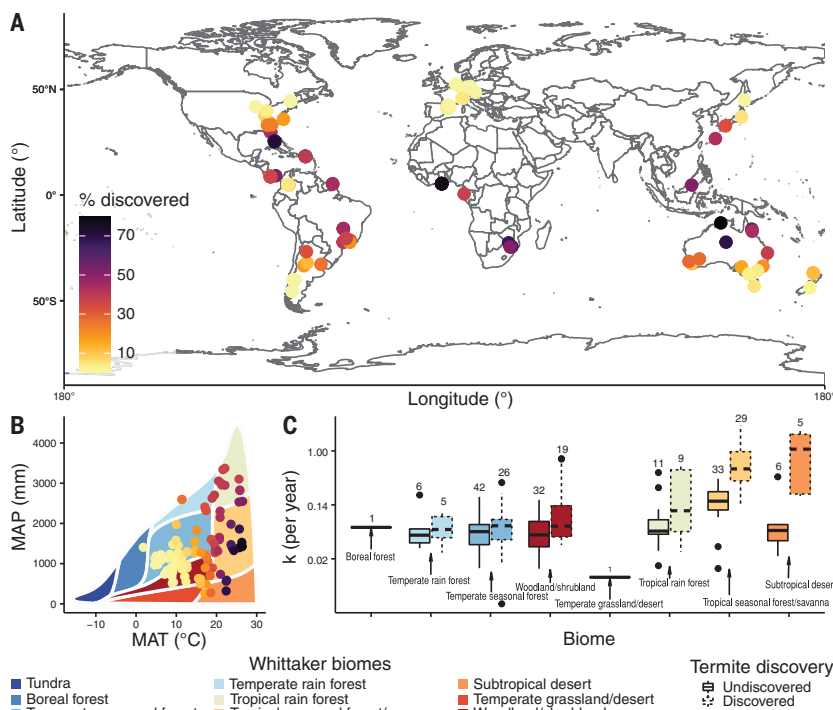 A
50°N
0°
50°S
Latitude (°)
% discovered
70
50
30
10
180°
Longitude (°)
180°
B
4000
3000
2000
1000
0
MAP (mm)
−10
0
10
20
30
MAT (°C)
C
1.00
0.14
0.02
k (per year)
1
6
5
42
26
32
19
1
11
9
33
29
6
5
Boreal forest
Temperate rain forest
Temperate seasonal forest
Woodland/shrubland
Temperate grassland/desert
Tropical rain forest
Tropical seasonal forest/savanna
Subtropical desert
Biome
Whittaker biomes
Tundra
Boreal forest
Temperate rain forest
Tropical rain forest
Subtropical desert
Temperate grassland/desert
Termite discovery
Undiscovered
Discovered